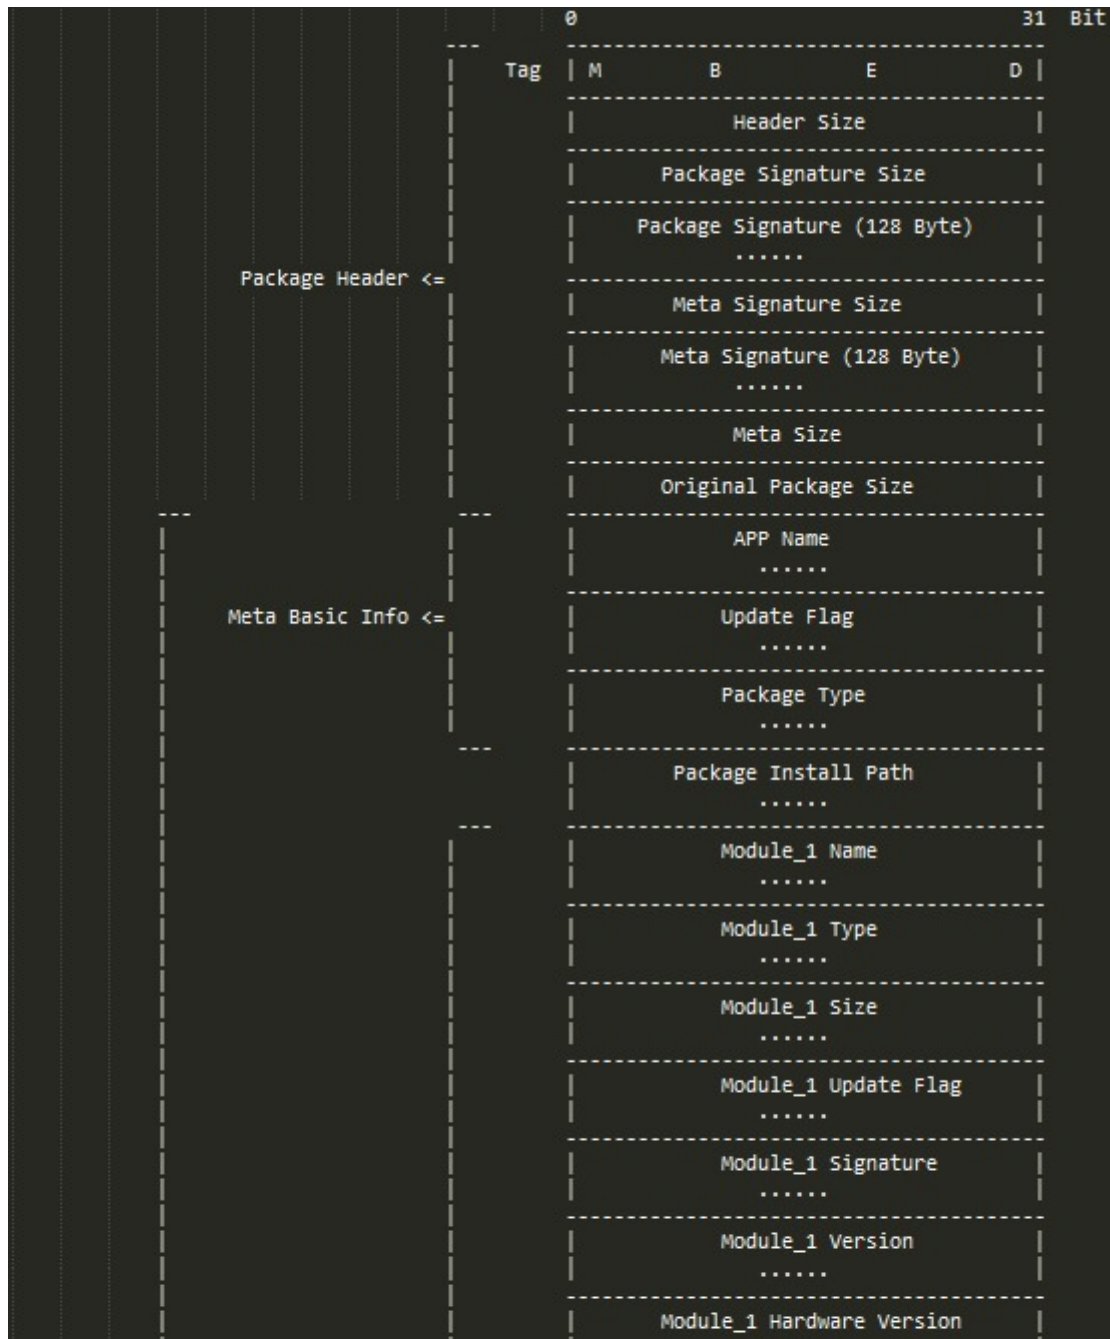 0 31 Bit
Tag M B E D
Header Size
Package Signature Size
Package Signature (128 Byte)
......
Package Header <=
Meta Signature Size
Meta Signature (128 Byte)
......
Meta Size
Original Package Size
APP Name
......
Meta Basic Info <= Update Flag
......
Package Type
......
Package Install Path
......
Module_1 Name
......
Module_1 Type
......
Module_1 Size
......
Module_1 Update Flag
......
Module_1 Signature
......
Module_1 Version
......
Module_1 Hardware Version